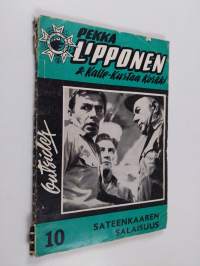 PEKKA
LIPPONEN
& Kalle-Kustaa Korkki
Outsider
10
SATEENKAAREN
SALAISUUS